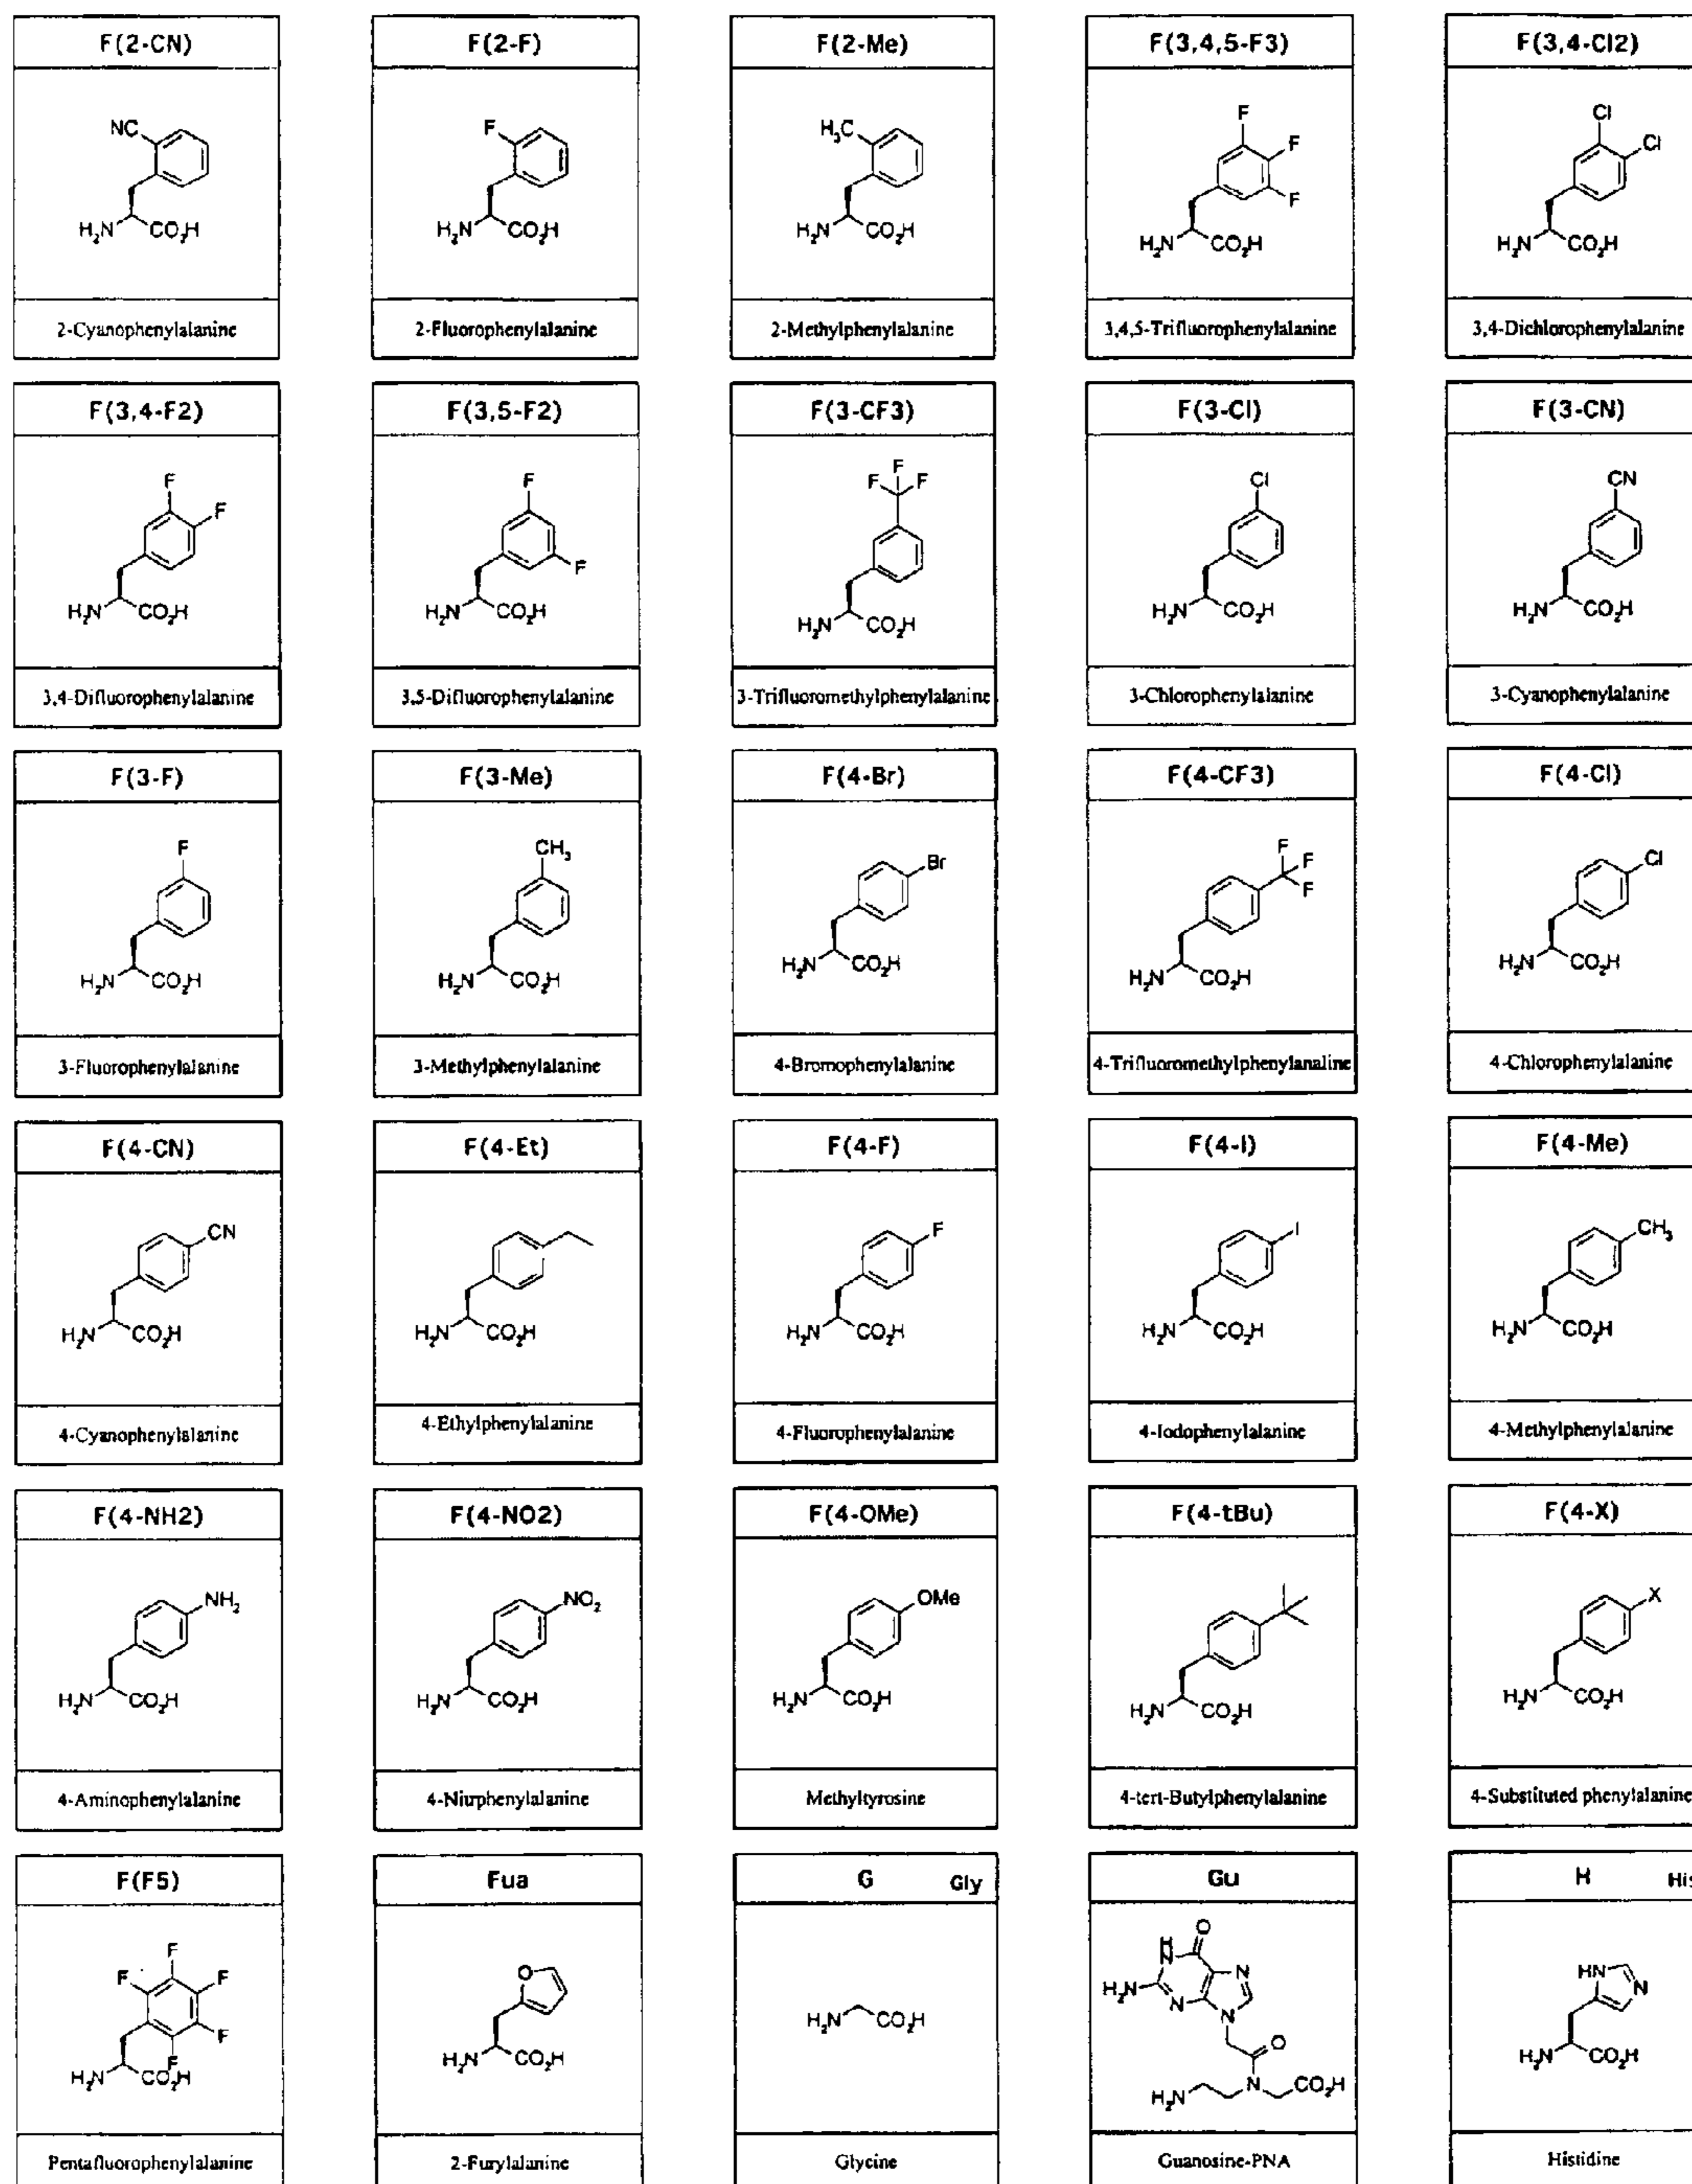 F(2-CN)
NC
H2N CO2H
2-Cyanophenylalanine
F(2-F)
F
H2N CO2H
2-Fluorophenylalanine
F(2-Me)
H3C
H2N CO2H
2-Methylphenylalanine
F(3,4,5-F3)
F
F
F
H2N CO2H
3,4,5-Trifluorophenylalanine
F(3,4-Cl2)
Cl
Cl
H2N CO2H
3,4-Dichlorophenylalanine
F(3,4-F2)
F
F
H2N CO2H
3,4-Difluorophenylalanine
F(3,5-F2)
F
F
H2N CO2H
3,5-Difluorophenylalanine
F(3-CF3)
F
F F
H2N CO2H
3-Trifluoromethylphenylalanine
F(3-Cl)
Cl
H2N CO2H
3-Chlorophenylalanine
F(3-CN)
CN
H2N CO2H
3-Cyanophenylalanine
F(3-F)
F
H2N CO2H
3-Fluorophenylalanine
F(3-Me)
CH3
H2N CO2H
3-Methylphenylalanine
F(4-Br)
Br
H2N CO2H
4-Bromophenylalanine
F(4-CF3)
F
F
F
H2N CO2H
4-Trifluoromethylphenylanaline
F(4-Cl)
Cl
H2N CO2H
4-Chlorophenylalanine
F(4-CN)
CN
H2N CO2H
4-Cyanophenylalanine
F(4-Et)
H2N CO2H
4-Ethylphenylalanine
F(4-F)
F
H2N CO2H
4-Fluorophenylalanine
F(4-I)
I
H2N CO2H
4-Iodophenylalanine
F(4-Me)
CH3
H2N CO2H
4-Methylphenylalanine
F(4-NH2)
NH2
H2N CO2H
4-Aminophenylalanine
F(4-NO2)
NO2
H2N CO2H
4-Nitrphenylalanine
F(4-OMe)
OMe
H2N CO2H
Methyltyrosine
F(4-tBu)
H2N CO2H
4-tert-Butylphenylalanine
F(4-X)
X
H2N CO2H
4-Substituted phenylalanine
F(F5)
F
F F
F
F
H2N CO2H
Pentafluorophenylalanine
Fua
O
H2N CO2H
2-Furylalanine
G Gly
H2N CO2H
Glycine
Gu
O
H
N
N
H2N N N
O
H2N N CO2H
Guanosine-PNA
H His
HN N
H2N CO2H
Histidine